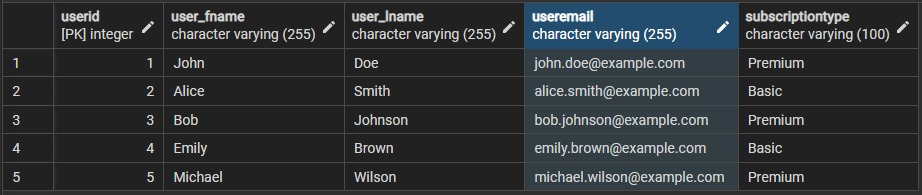 userid user_fname user_lname useremail subscriptiontype
[PK] integer character varying (255) character varying (255) character varying (255) character varying (100)
1 1 John Doe john.doe@example.com Premium
2 2 Alice Smith alice.smith@example.com Basic
3 3 Bob Johnson bob.johnson@example.com Premium
4 4 Emily Brown emily.brown@example.com Basic
5 5 Michael Wilson michael.wilson@example.com Premium